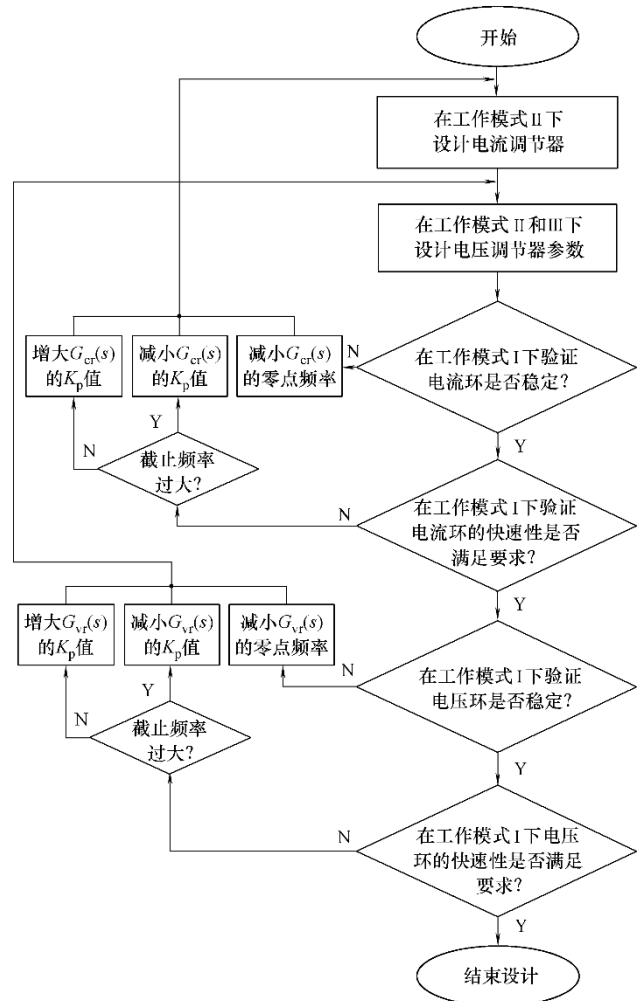 开始
在工作模式Ⅱ下
设计电流调节器
在工作模式Ⅱ和Ⅲ下
设计电压调节器参数
增大Gcr(s)
的Kp值
减小Gcr(s)
的Kp值
减小Gcr(s)
的零点频率
N
在工作模式Ⅰ下验证
电流环是否稳定?
Y
N
截止频率
过大?
Y
N
在工作模式Ⅰ下验证
电流环的快速性是否
满足要求?
Y
增大Gvr(s)
的Kp值
减小Gvr(s)
的Kp值
减小Gvr(s)
的零点频率
N
在工作模式Ⅰ下验证
电压环是否稳定?
Y
N
截止频率
过大?
Y
N
在工作模式Ⅰ下电压
环的快速性是否满足
要求?
Y
结束设计